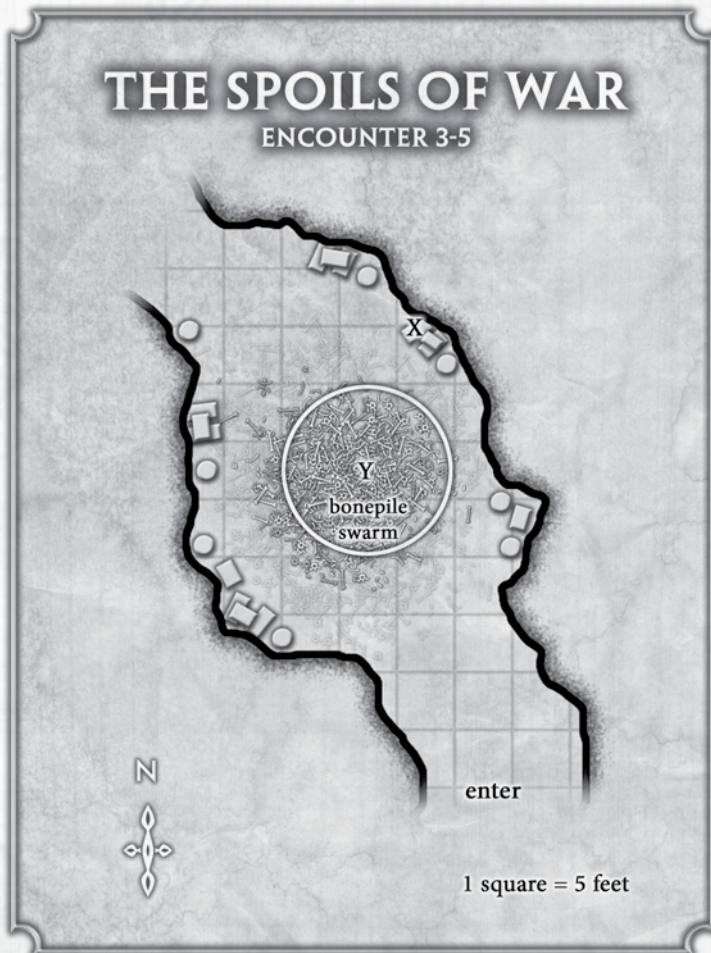 THE SPOILS OF WAR
ENCOUNTER 3-5
X
Y
bonepile
swarm
N
enter
1 square = 5 feet